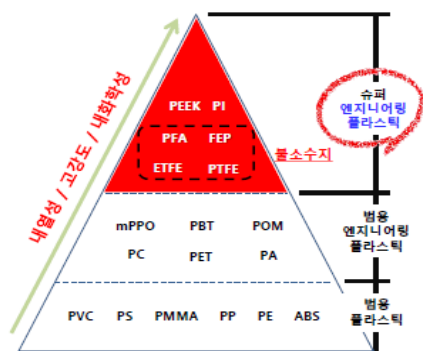 내열성 / 고강도 / 내화학성
PEEK PI
PFA FEP
ETFE PTFE
불소수지
슈퍼
엔지니어링
플라스틱
mPPO PBT POM
PC PET PA
범용
엔지니어링
플라스틱
PVC PS PMMA PP PE ABS
범용
플라스틱